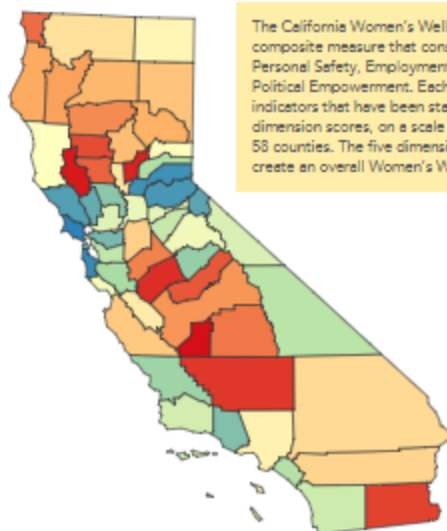 The California Women's Well
composite measure that cons
Personal Safety, Employment
Political Empowerment. Each
indicators that have been sta
dimension scores, on a scale
58 counties. The five dimensi
create an overall Women's W